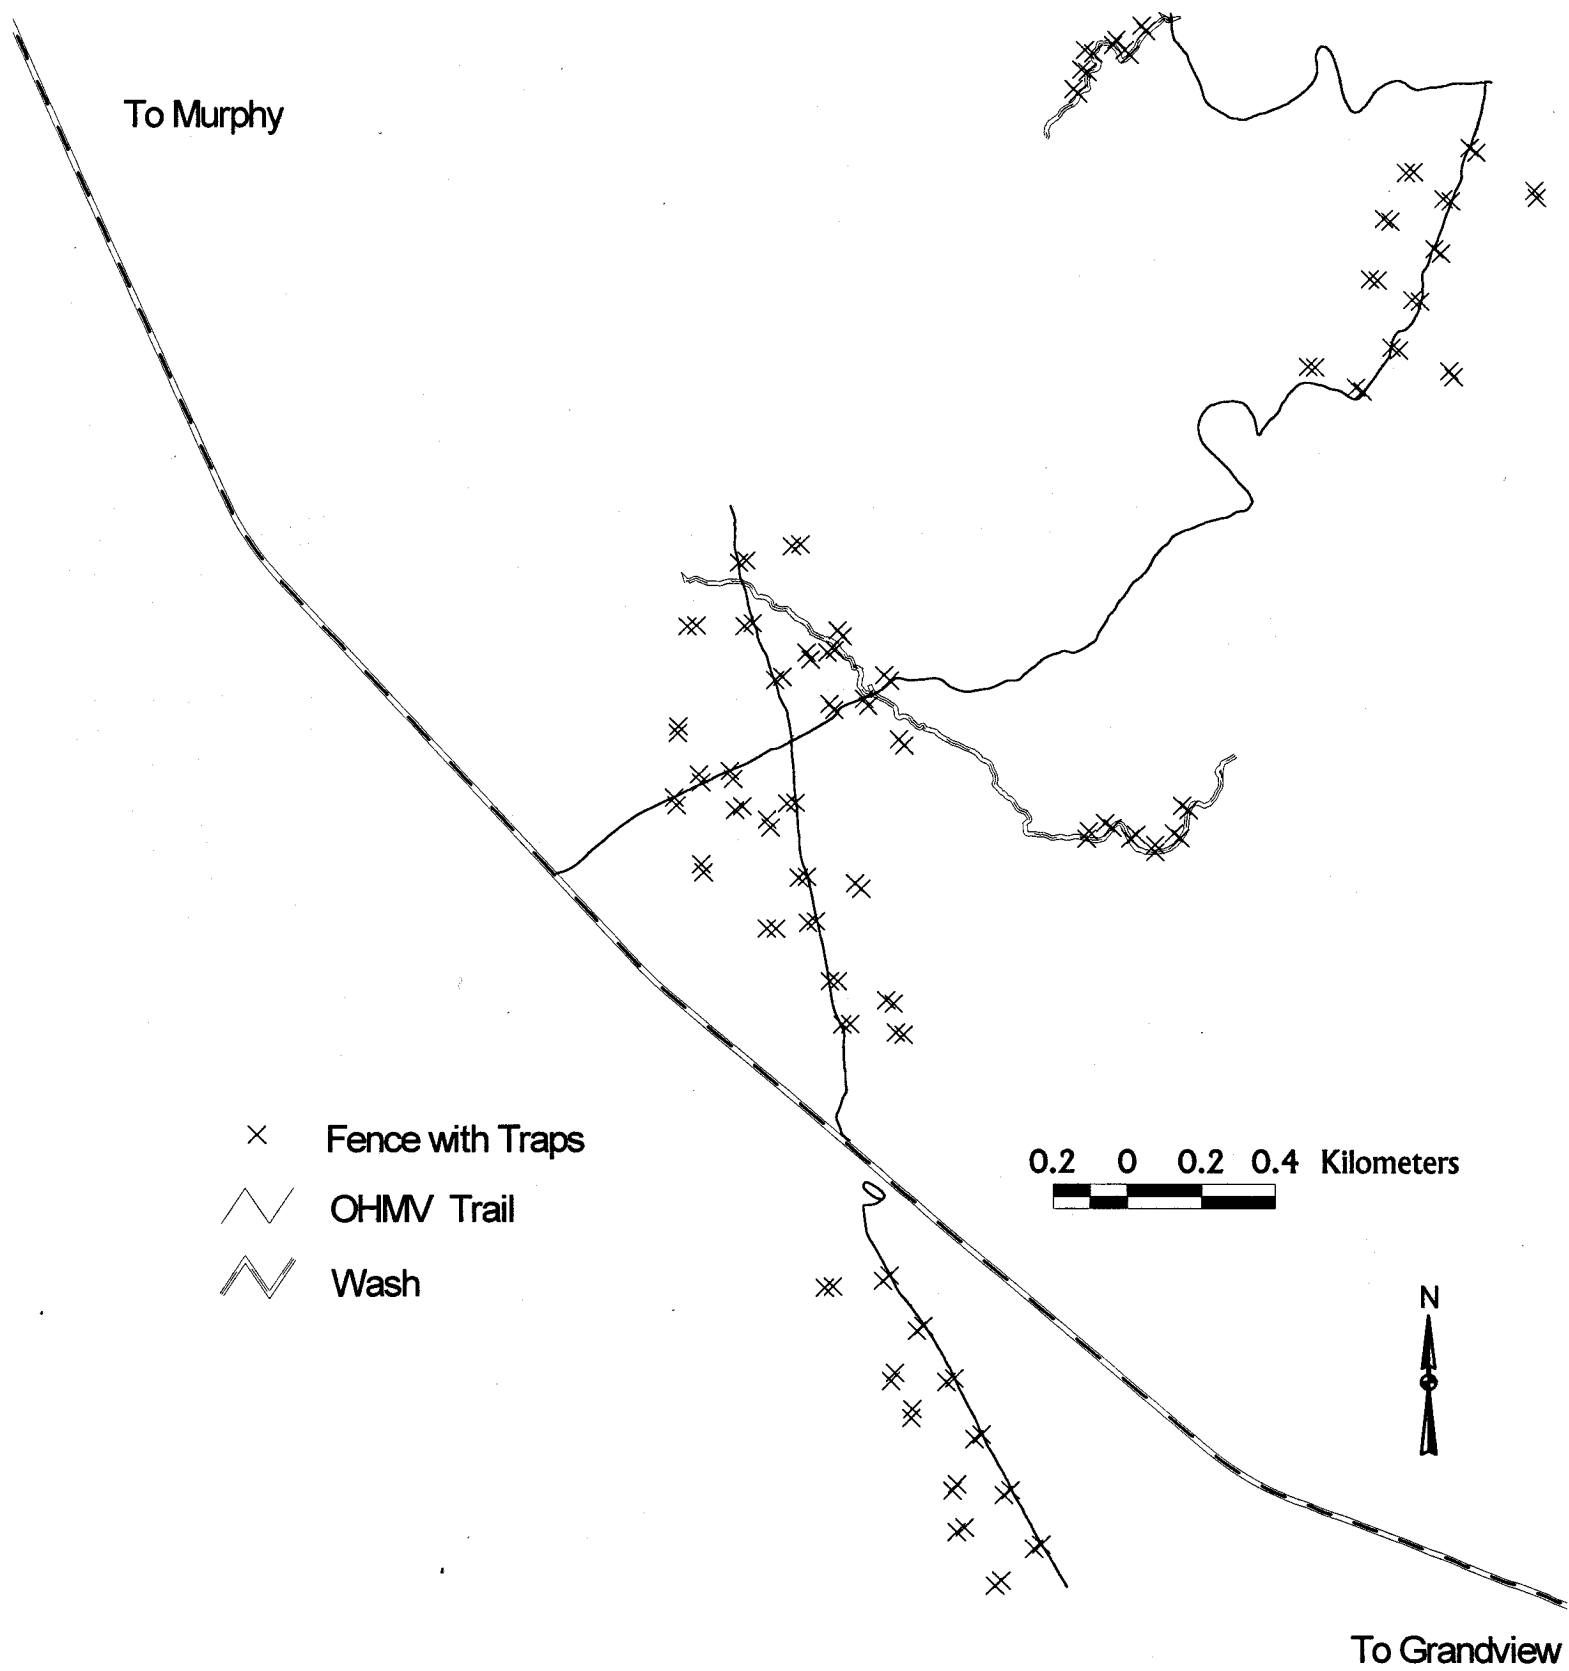 To Murphy
Fence with Traps
OHMV Trail
Wash
0.2 0 0.2 0.4 Kilometers
N
To Grandview